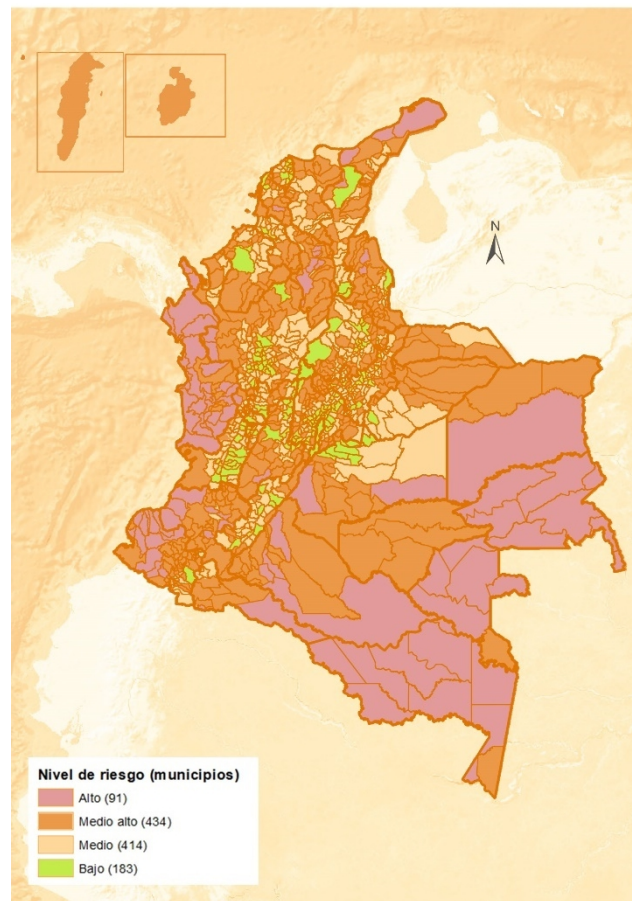 N
Nivel de riesgo (municipios)
Alto (91)
Medio alto (434)
Medio (414)
Bajo (183)